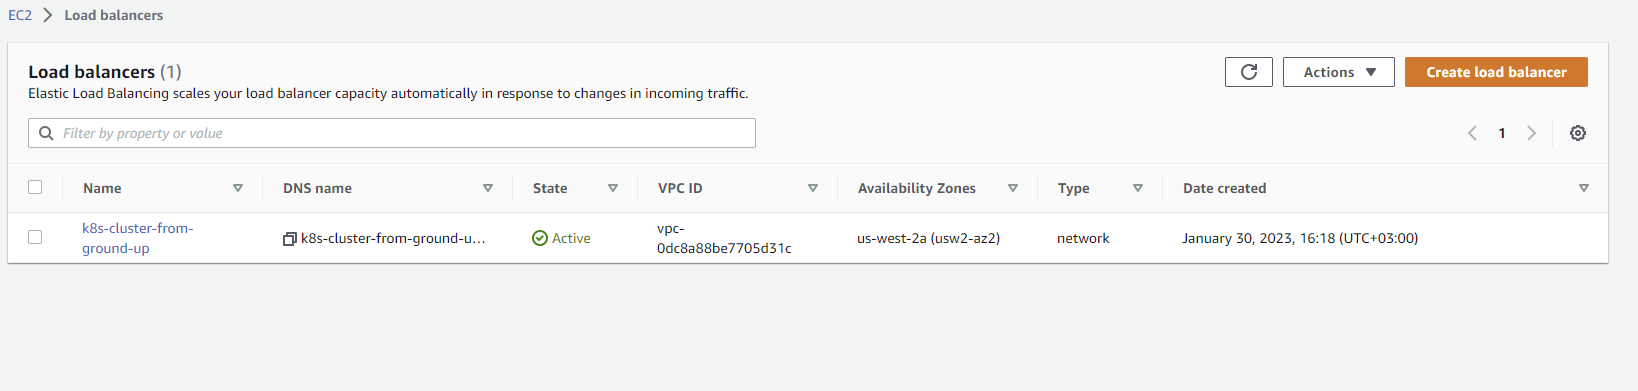 EC2 Load balancers
Load balancers (1)
Elastic Load Balancing scales your load balancer capacity automatically in response to changes in incoming traffic.
Actions
Create load balancer
Filter by property or value
1
Name DNS name State VPC ID Availability Zones Type Date created
k8s-cluster-from-
ground-up
k8s-cluster-from-ground-u...
Active
vpc-
0dc8a88be7705d31c
us-west-2a (usw2-az2)
network
January 30, 2023, 16:18 (UTC+03:00)